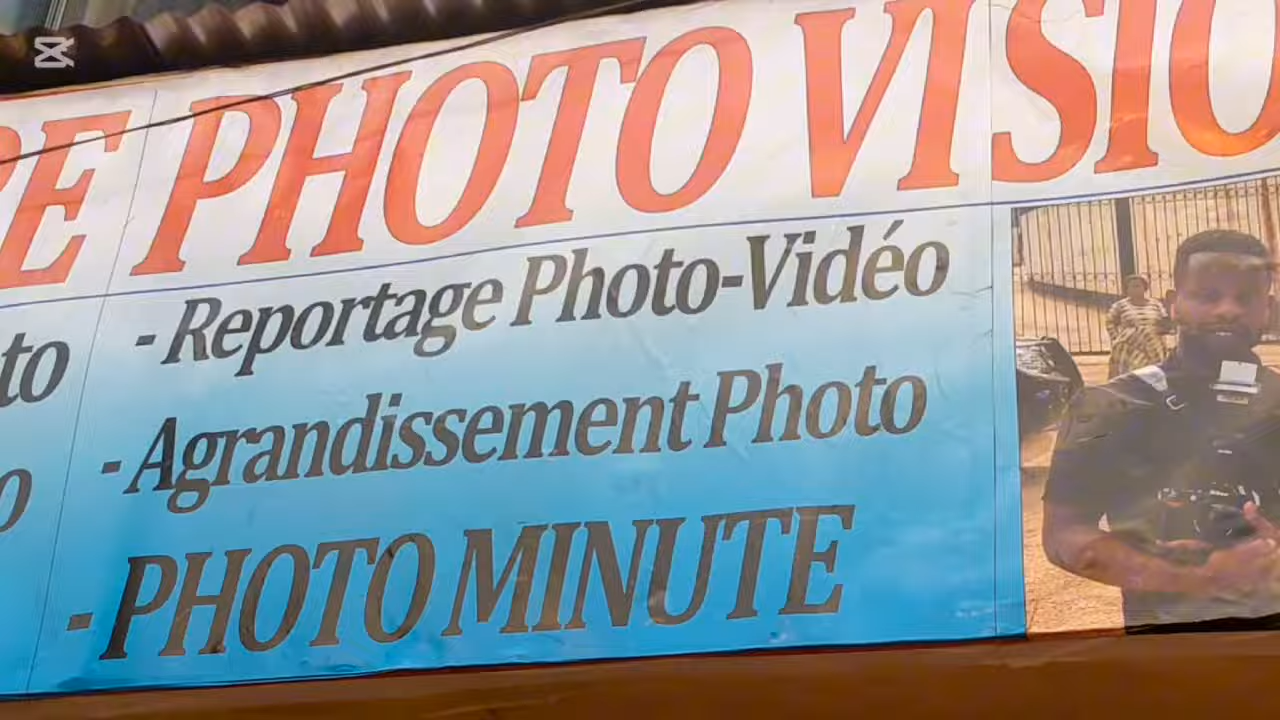 PHOTO VISIO
- Reportage Photo-Vidéo
- Agrandissement Photo
- PHOTO MINUTE